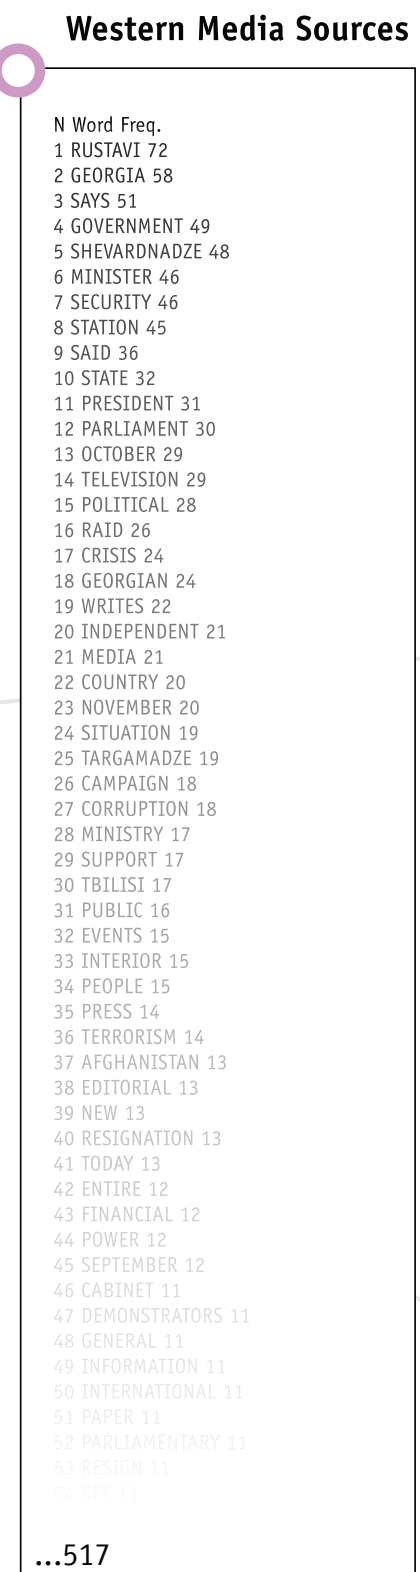 Western Media Sources
N Word Freq.
1 RUSTAVI 72
2 GEORGIA 58
3 SAYS 51
4 GOVERNMENT 49
5 SHEVARDNADZE 48
6 MINISTER 46
7 SECURITY 46
8 STATION 45
9 SAID 36
10 STATE 32
11 PRESIDENT 31
12 PARLIAMENT 30
13 OCTOBER 29
14 TELEVISION 29
15 POLITICAL 28
16 RAID 26
17 CRISIS 24
18 GEORGIAN 24
19 WRITES 22
20 INDEPENDENT 21
21 MEDIA 21
22 COUNTRY 20
23 NOVEMBER 20
24 SITUATION 19
25 TARGAMADZE 19
26 CAMPAIGN 18
27 CORRUPTION 18
28 MINISTRY 17
29 SUPPORT 17
30 TBILISI 17
31 PUBLIC 16
32 EVENTS 15
33 INTERIOR 15
34 PEOPLE 15
35 PRESS 14
36 TERRORISM 14
37 AFGHANISTAN 13
38 EDITORIAL 13
39 NEW 13
40 RESIGNATION 13
41 TODAY 13
42 ENTIRE 12
43 FINANCIAL 12
44 POWER 12
45 SEPTEMBER 12
46 CABINET 11
47 DEMONSTRATORS 11
48 GENERAL 11
49 INFORMATION 11
50 INTERNATIONAL 11
51 PAPER 11
52 PARLIAMENTARY 11
53 RESIGN 11
54 RFE 11
...517